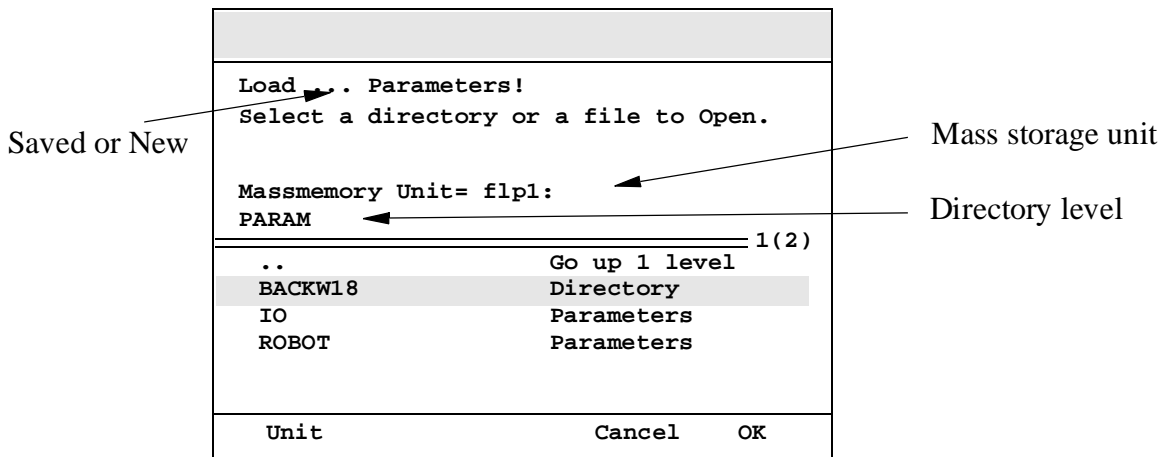 Load ... Parameters!
Select a directory or a file to Open.
Saved or New
Mass storage unit
Massmemory Unit= flp1:
PARAM
Directory level
1(2)
.. Go up 1 level
BACKW18 Directory
IO Parameters
ROBOT Parameters
Unit Cancel OK